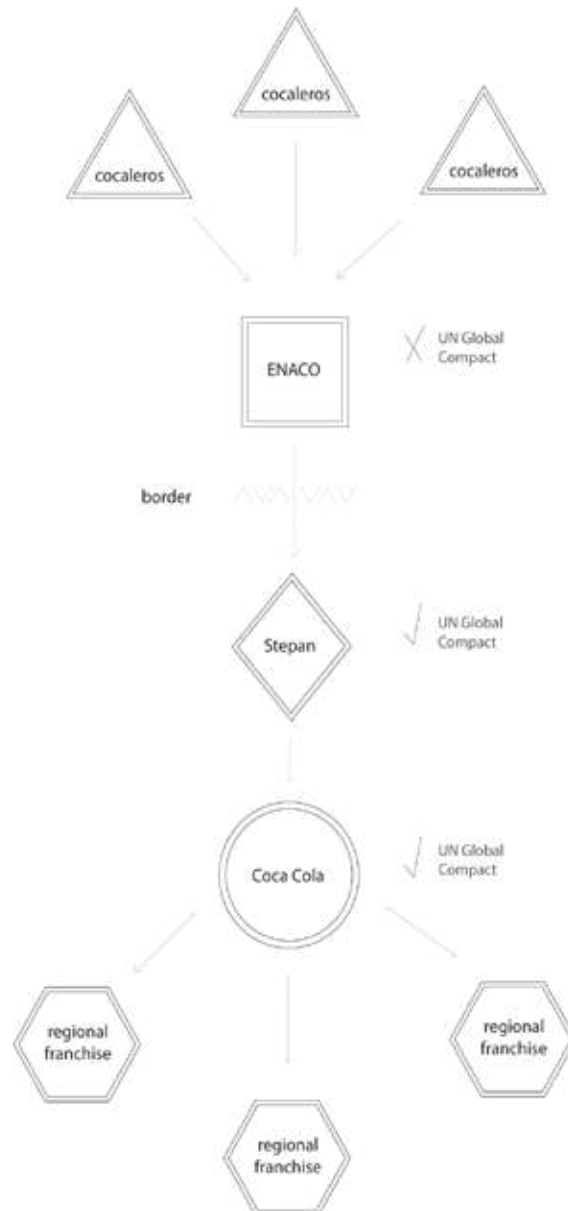 cocaleros
cocaleros
cocaleros
ENACO
UN Global
Compact
border
Stepan
UN Global
Compact
Coca Cola
UN Global
Compact
regional
franchise
regional
franchise
regional
franchise